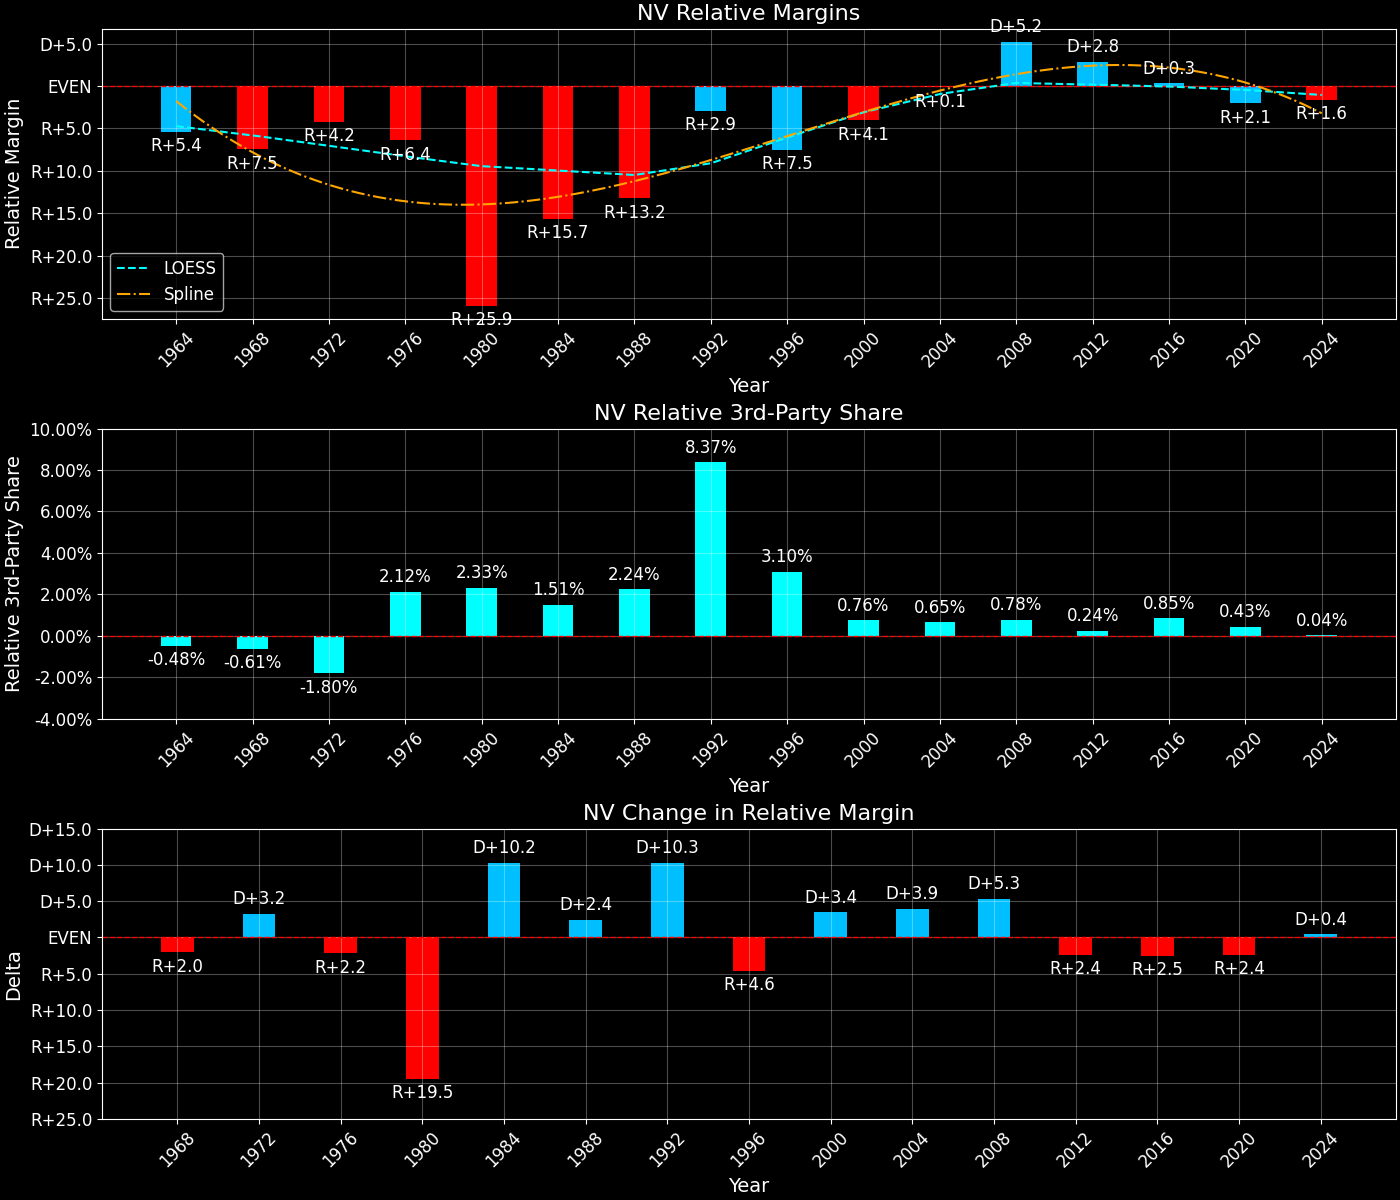 NV Relative Margins
Relative Margin
D+5.0
EVEN
R+5.0
R+10.0
R+15.0
R+20.0
R+25.0
R+5.4
R+7.5
R+4.2
R+6.4
R+25.9
R+15.7
R+13.2
R+2.9
R+7.5
R+4.1
R+0.1
D+5.2
D+2.8
D+0.3
R+2.1
R+1.6
LOESS
Spline
1964 1968 1972 1976 1980 1984 1988 1992 1996 2000 2004 2008 2012 2016 2020 2024
Year
NV Relative 3rd-Party Share
Relative 3rd-Party Share
10.00%
8.00%
6.00%
4.00%
2.00%
0.00%
-2.00%
-4.00%
-0.48%
-0.61%
-1.80%
2.12%
2.33%
1.51%
2.24%
8.37%
3.10%
0.76%
0.65%
0.78%
0.24%
0.85%
0.43%
0.04%
1964 1968 1972 1976 1980 1984 1988 1992 1996 2000 2004 2008 2012 2016 2020 2024
Year
NV Change in Relative Margin
Delta
D+15.0
D+10.0
D+5.0
EVEN
R+5.0
R+10.0
R+15.0
R+20.0
R+25.0
R+2.0
D+3.2
R+2.2
R+19.5
D+10.2
D+2.4
D+10.3
R+4.6
D+3.4
D+3.9
D+5.3
R+2.4
R+2.5
R+2.4
D+0.4
1968 1972 1976 1980 1984 1988 1992 1996 2000 2004 2008 2012 2016 2020 2024
Year